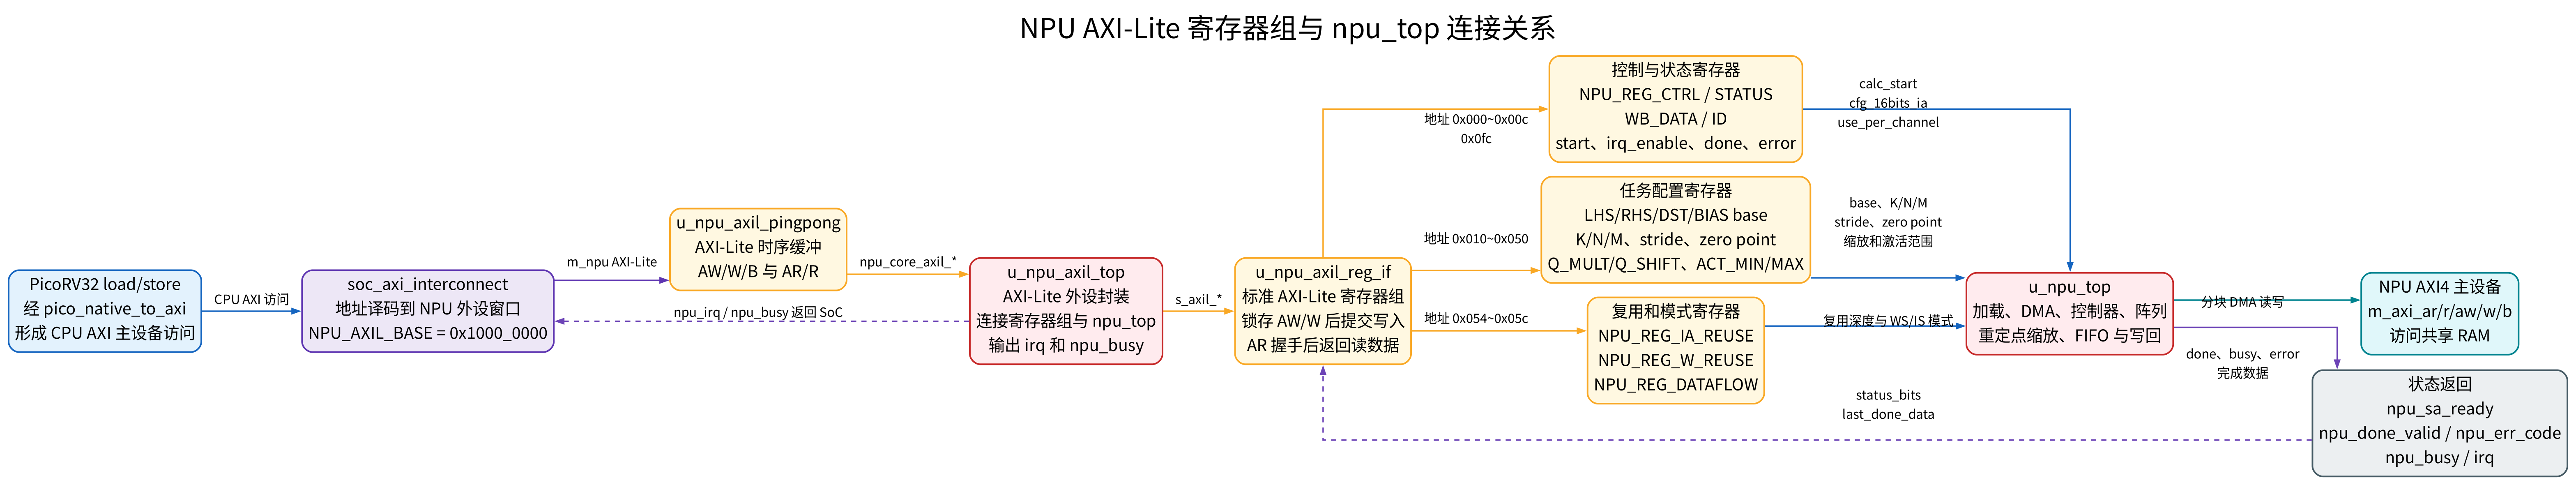 NPU AXI-Lite 寄存器组与 npu_top 连接关系
PicoRV32 load/store
经 pico_native_to_axi
形成 CPU AXI 主设备访问
CPU AXI 访问
soc_axi_interconnect
地址译码到 NPU 外设窗口
NPU_AXIL_BASE = 0x1000_0000
m_npu AXI-Lite
u_npu_axil_pingpong
AXI-Lite 时序缓冲
AW/W/B 与 AR/R
npu_core_axil_*
npu_irq / npu_busy 返回 SoC
u_npu_axil_top
AXI-Lite 外设封装
连接寄存器组与 npu_top
输出 irq 和 npu_busy
s_axil_*
u_npu_axil_reg_if
标准 AXI-Lite 寄存器组
锁存 AW/W 后提交写入
AR 握手后返回读数据
地址 0x000~0x00c
0x0fc
地址 0x010~0x050
地址 0x054~0x05c
控制与状态寄存器
NPU_REG_CTRL / STATUS
WB_DATA / ID
start、irq_enable、done、error
任务配置寄存器
LHS/RHS/DST/BIAS base
K/N/M、stride、zero point
Q_MULT/Q_SHIFT、ACT_MIN/MAX
复用和模式寄存器
NPU_REG_IA_REUSE
NPU_REG_W_REUSE
NPU_REG_DATAFLOW
calc_start
cfg_16bits_ia
use_per_channel
base、K/N/M
stride、zero point
缩放和激活范围
复用深度与 WS/IS 模式
status_bits
last_done_data
u_npu_top
加载、DMA、控制器、阵列
重定点缩放、FIFO 与写回
分块 DMA 读写
done、busy、error
完成数据
NPU AXI4 主设备
m_axi_ar/r/aw/w/b
访问共享 RAM
状态返回
npu_sa_ready
npu_done_valid / npu_err_code
npu_busy / irq